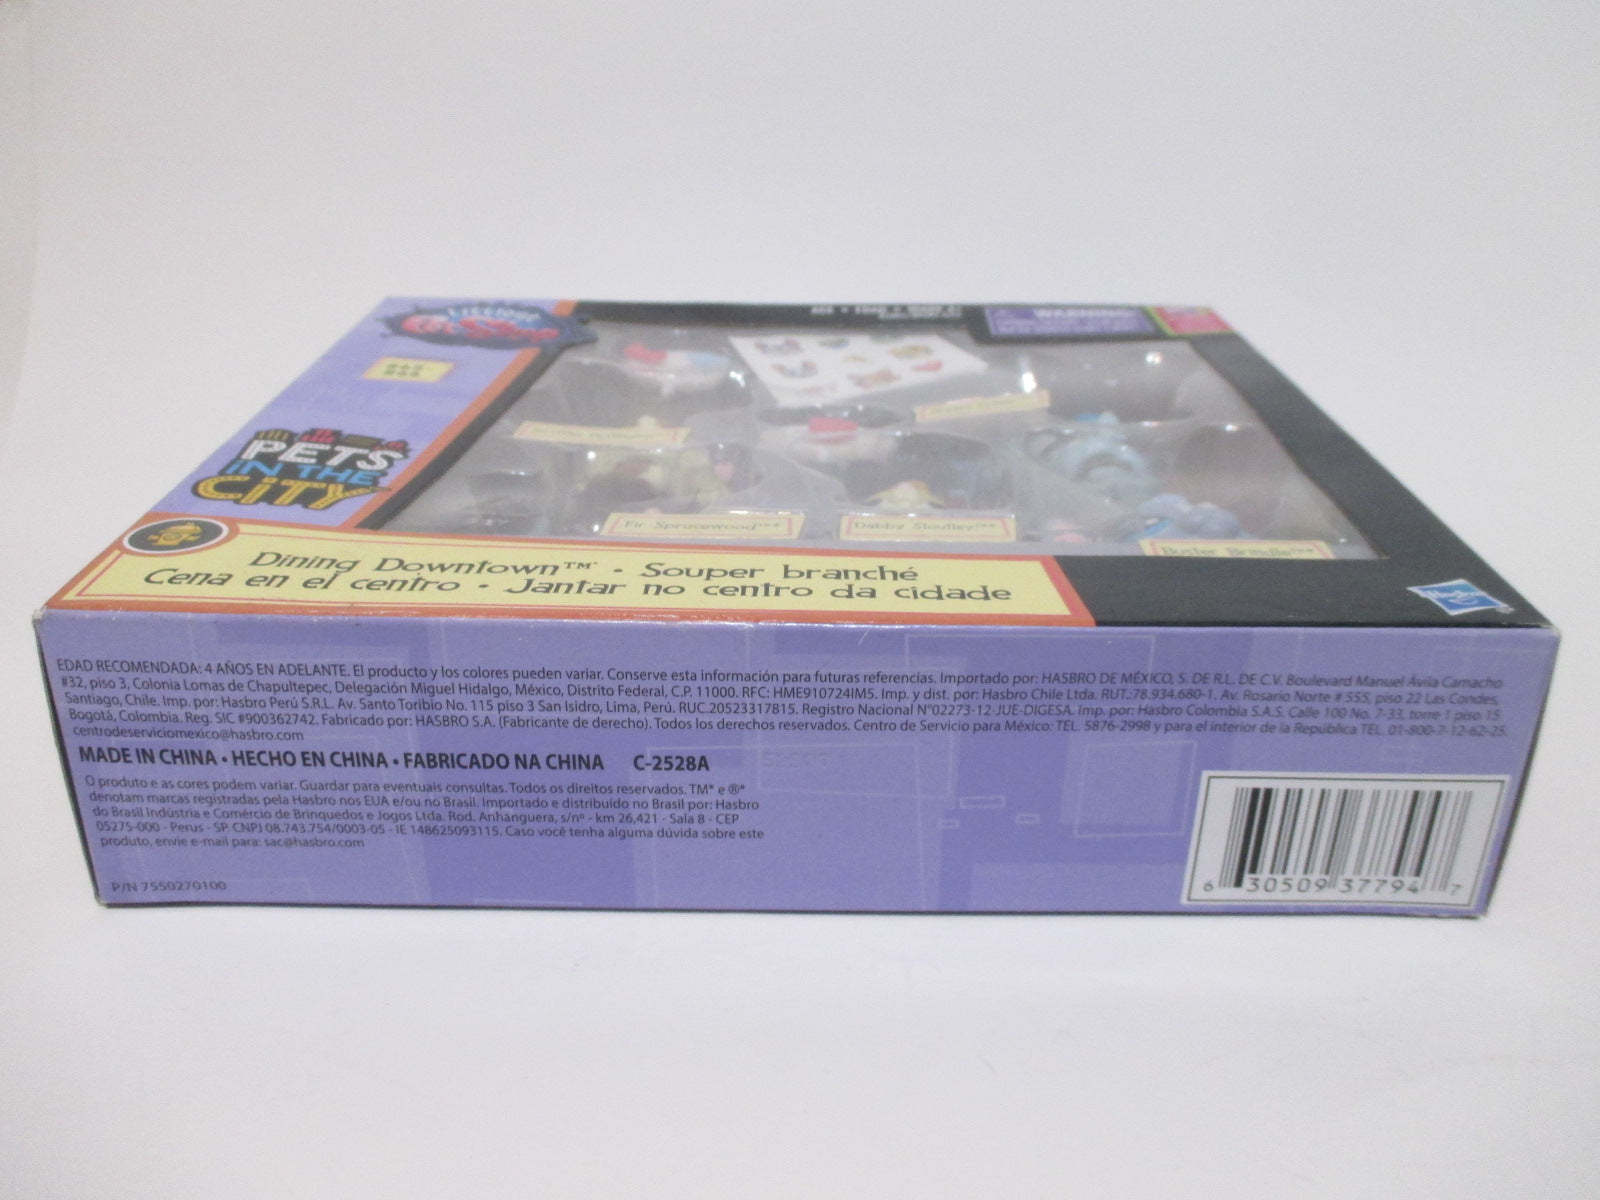 LITTLEST
Pet Shop
WARNING:
PETS
IN THE
CITY
Fir Sprucewood™*
Dabby
Buster Brindle™*
Dining Downtown™ • Souper branché
Cena en el centro • Jantar no centro da cidade
EDAD RECOMENDADA: 4 AÑOS EN ADELANTE. El producto y los colores pueden variar. Conserve esta información para futuras referencias. Importado por: HASBRO DE MÉXICO, S. DE R.L. DE C.V. Boulevard Manuel Ávila Camacho
#32, piso 3, Colonia Lomas de Chapultepec, Delegación Miguel Hidalgo, México, Distrito Federal, C.P. 11000. RFC: HME910724IM5. Imp. y dist. por: Hasbro Chile Ltda. RUT.:78.934.680-1. Av. Rosario Norte # 555, piso 22 Las Condes,
Santiago, Chile. Imp. por: Hasbro Perú S.R.L. Av. Santo Toribio No. 115 piso 3 San Isidro, Lima, Perú. RUC.20523317815. Registro Nacional N°02273-12-JUE-DIGESA. Imp. por: Hasbro Colombia S.A.S. Calle 100 No. 7-33, torre 1 piso 15
Bogotá, Colombia. Reg. SIC #900362742. Fabricado por: HASBRO S.A. (Fabricante de derecho). Todos los derechos reservados. Centro de Servicio para México: TEL. 5876-2998 y para el interior de la República TEL. 01-800-7-12-62-25.
centrodeserviciomexico@hasbro.com
MADE IN CHINA • HECHO EN CHINA • FABRICADO NA CHINA C-2528A
O produto e as cores podem variar. Guardar para eventuais consultas. Todos os direitos reservados. TM* e ®*
denotam marcas registradas pela Hasbro nos EUA e/ou no Brasil. Importado e distribuído no Brasil por: Hasbro
do Brasil Indústria e Comércio de Brinquedos e Jogos Ltda. Rod. Anhanguera, s/nº - km 26,421 - Sala 8 - CEP
05275-000 - Perus - SP. CNPJ 08.743.754/0003-05 - IE 148625093115. Caso você tenha alguma dúvida sobre este
produto, envie e-mail para: sac@hasbro.com
P/N 7550270100
6 30509 37794 7